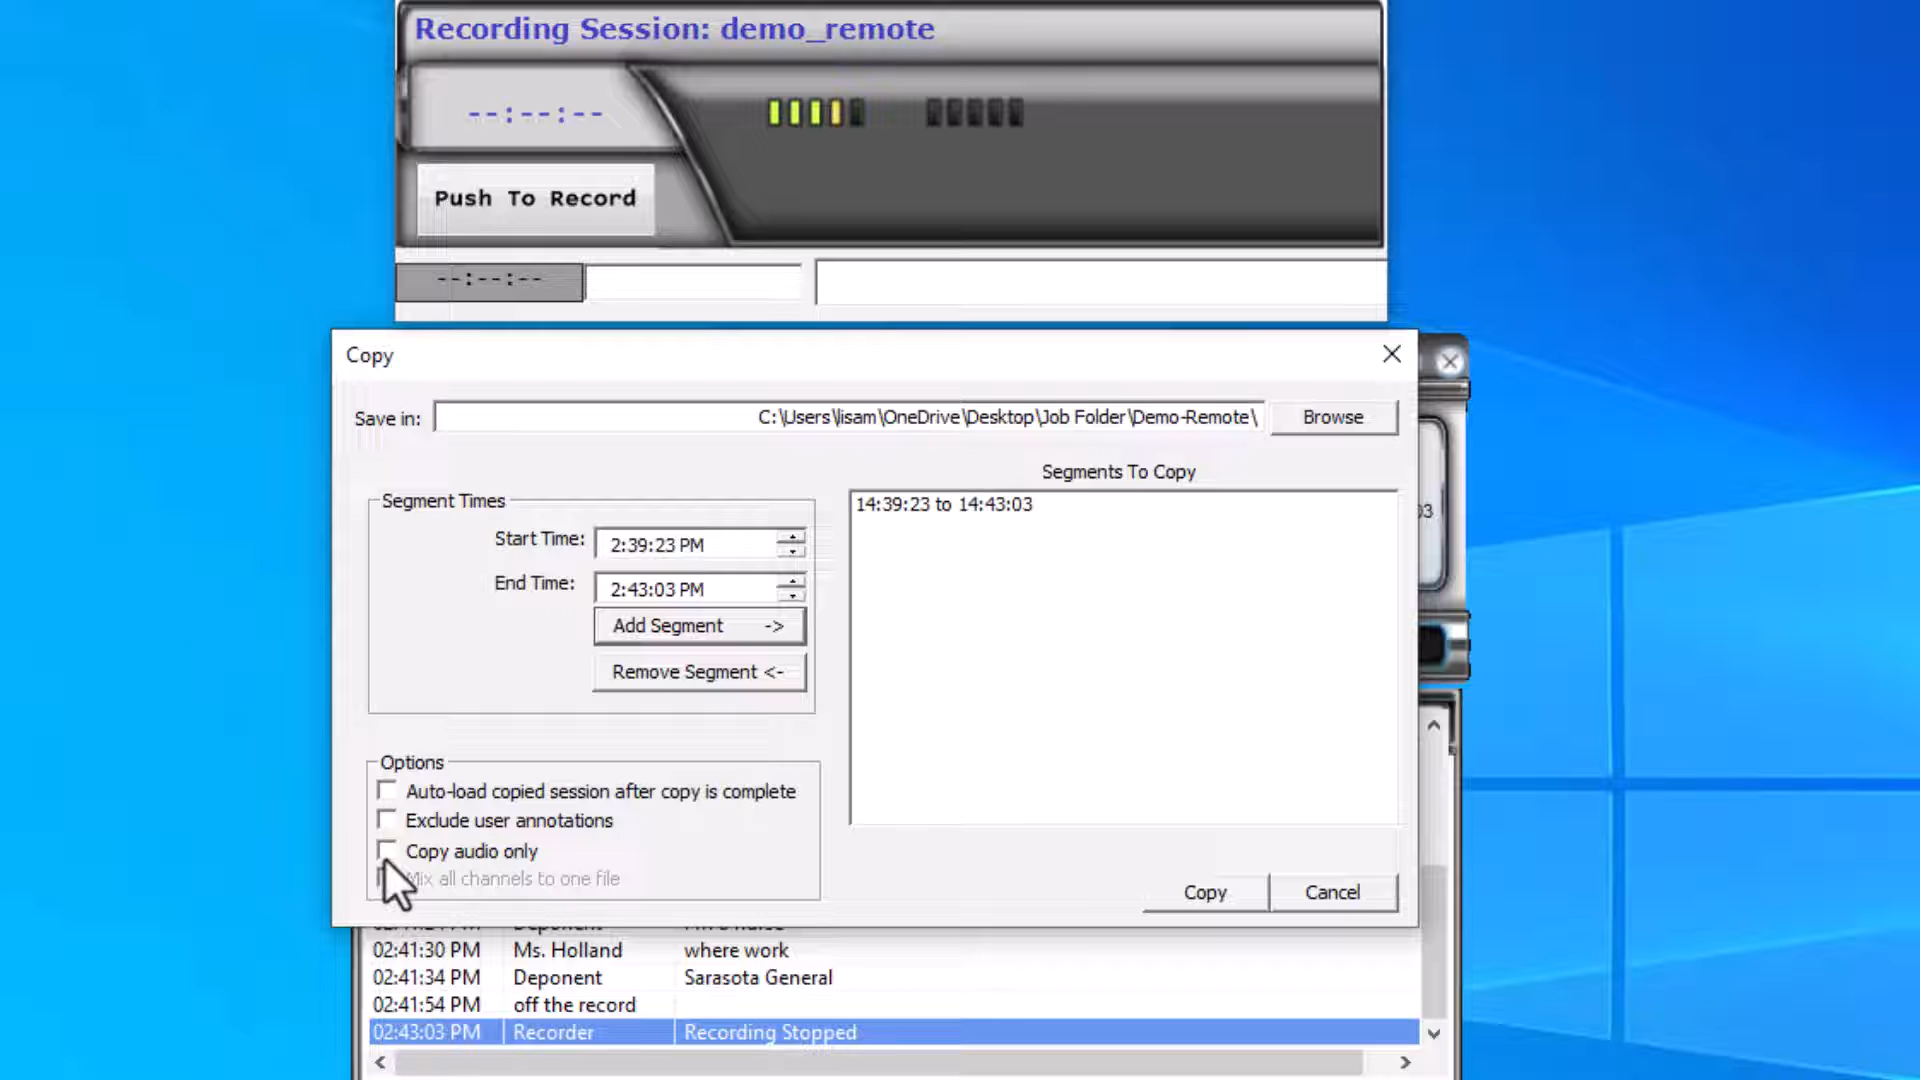 Recording Session: demo_remote
--:--:--
Push To Record
--:--:--
Copy
Save in: C:\Users\lisam\OneDrive\Desktop\Job Folder\Demo-Remote\ Browse
Segments To Copy
Segment Times
14:39:23 to 14:43:03
Start Time: 2:39:23 PM
End Time: 2:43:03 PM
Add Segment ->
Remove Segment <-
Options
Auto-load copied session after copy is complete
Exclude user annotations
Copy audio only
Mix all channels to one file
Copy Cancel
02:41:30 PM Ms. Holland where work
02:41:34 PM Deponent Sarasota General
02:41:54 PM off the record
02:43:03 PM Recorder Recording Stopped